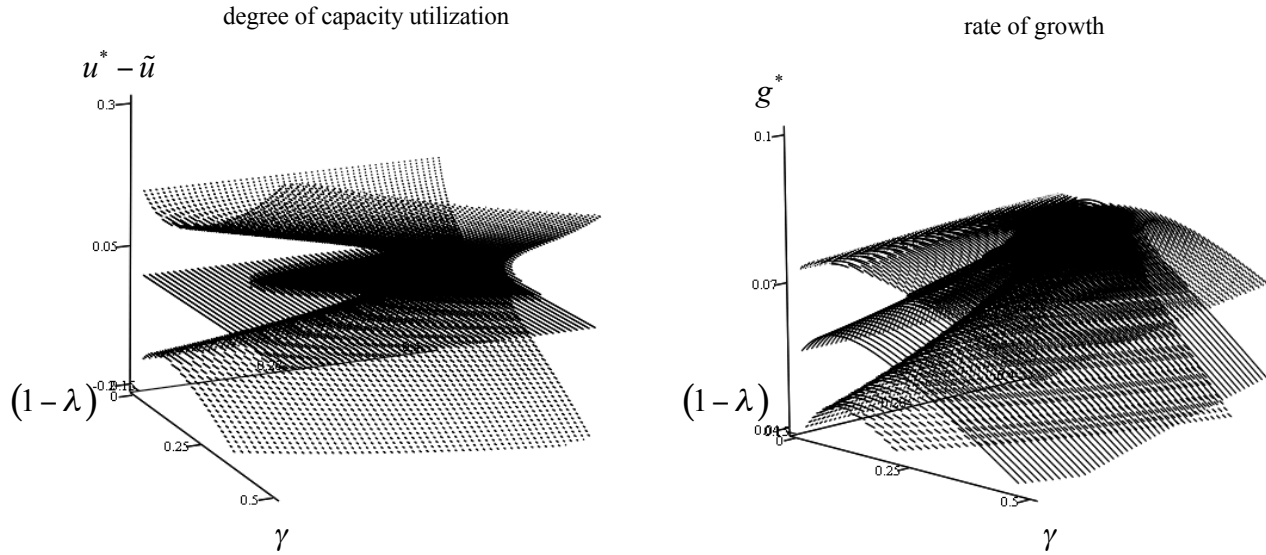 degree of capacity utilization
rate of growth
u* − ũ
g*
0.3
0.05
0
0.25
0.5
(1 − λ)
γ
0.1
0.07
0
0.25
0.5
(1 − λ)
γ